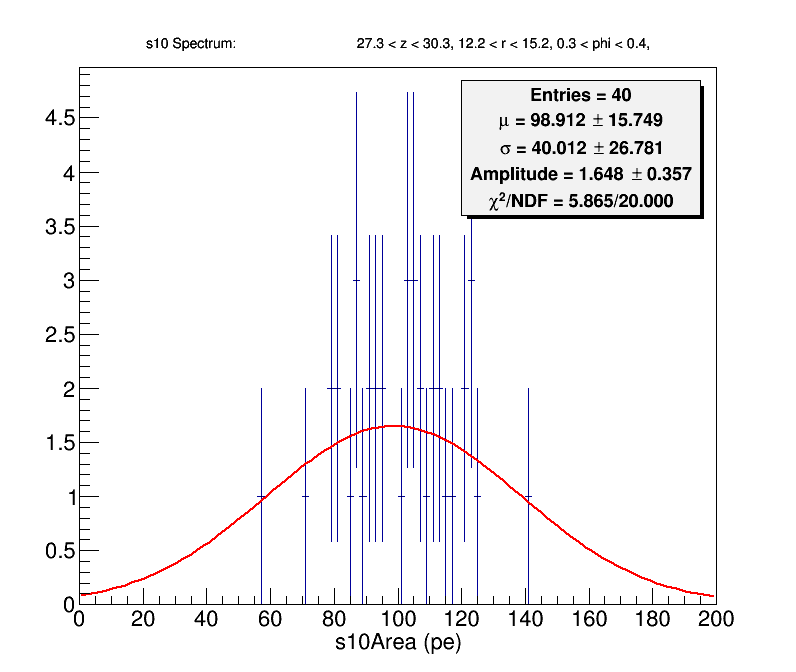 s10 Spectrum: 27.3 < z < 30.3, 12.2 < r < 15.2, 0.3 < phi < 0.4,
Entries = 40
μ = 98.912 ± 15.749
σ = 40.012 ± 26.781
Amplitude = 1.648 ± 0.357
χ²/NDF = 5.865/20.000
4.5
4
3.5
3
2.5
2
1.5
1
0.5
0
0 20 40 60 80 100 120 140 160 180 200
s10Area (pe)